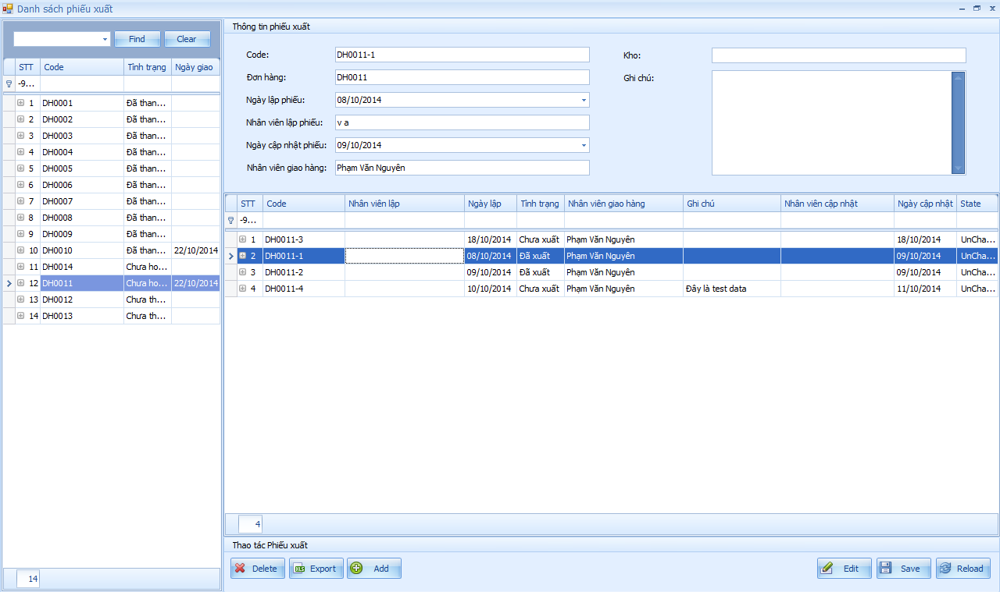 Danh sách phiếu xuất
Find Clear
STT Code Tình trạng Ngày giao
-9...
1 DH0001 Đã than...
2 DH0002 Đã than...
3 DH0003 Đã than...
4 DH0004 Đã than...
5 DH0005 Đã than...
6 DH0006 Đã than...
7 DH0007 Đã than...
8 DH0008 Đã than...
9 DH0009 Đã than...
10 DH0010 Đã than... 22/10/2014
11 DH0014 Chưa ho...
12 DH0011 Chưa ho... 22/10/2014
13 DH0012 Chưa th...
14 DH0013 Chưa th...
14
Thông tin phiếu xuất
Code: DH0011-1
Đơn hàng: DH0011
Ngày lập phiếu: 08/10/2014
Nhân viên lập phiếu: v a
Ngày cập nhật phiếu: 09/10/2014
Nhân viên giao hàng: Phạm Văn Nguyên
Kho:
Ghi chú:
STT Code Nhân viên lập Ngày lập Tình trạng Nhân viên giao hàng Ghi chú Nhân viên cập nhật Ngày cập nhật State
-9...
1 DH0011-3 18/10/2014 Chưa xuất Phạm Văn Nguyên 18/10/2014 UnCha...
2 DH0011-1 08/10/2014 Đã xuất Phạm Văn Nguyên 09/10/2014 UnCha...
3 DH0011-2 09/10/2014 Đã xuất Phạm Văn Nguyên 09/10/2014 UnCha...
4 DH0011-4 10/10/2014 Chưa xuất Phạm Văn Nguyên Đây là test data 11/10/2014 UnCha...
4
Thao tác Phiếu xuất
Delete XLS Export Add Edit Save Reload